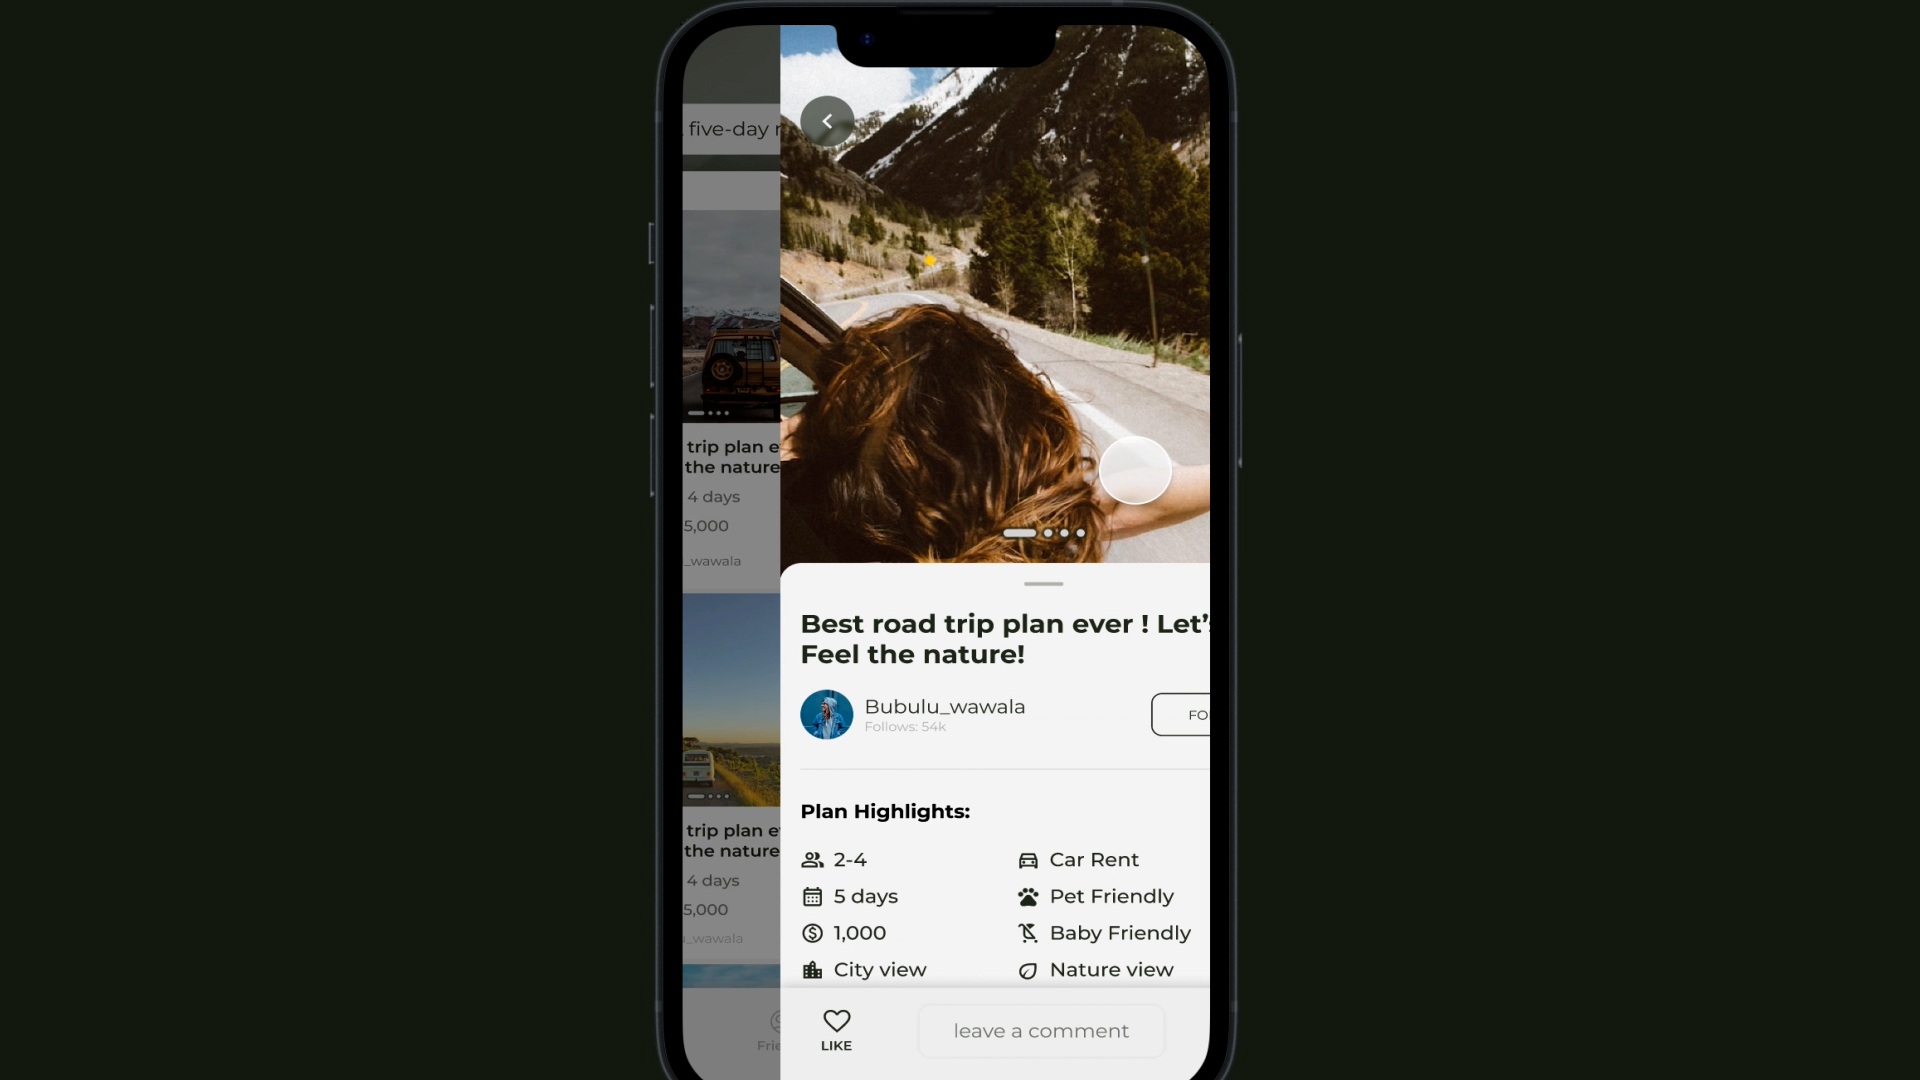 five-day
trip plan
the nature
4 days
5,000
_wawala
trip plan
the nature
4 days
5,000
_wawala
Best road trip plan ever ! Let's
Feel the nature!
Bubulu_wawala
Follows: 54k
Plan Highlights:
2-4
Car Rent
5 days
Pet Friendly
1,000
Baby Friendly
City view
Nature view
LIKE
leave a comment